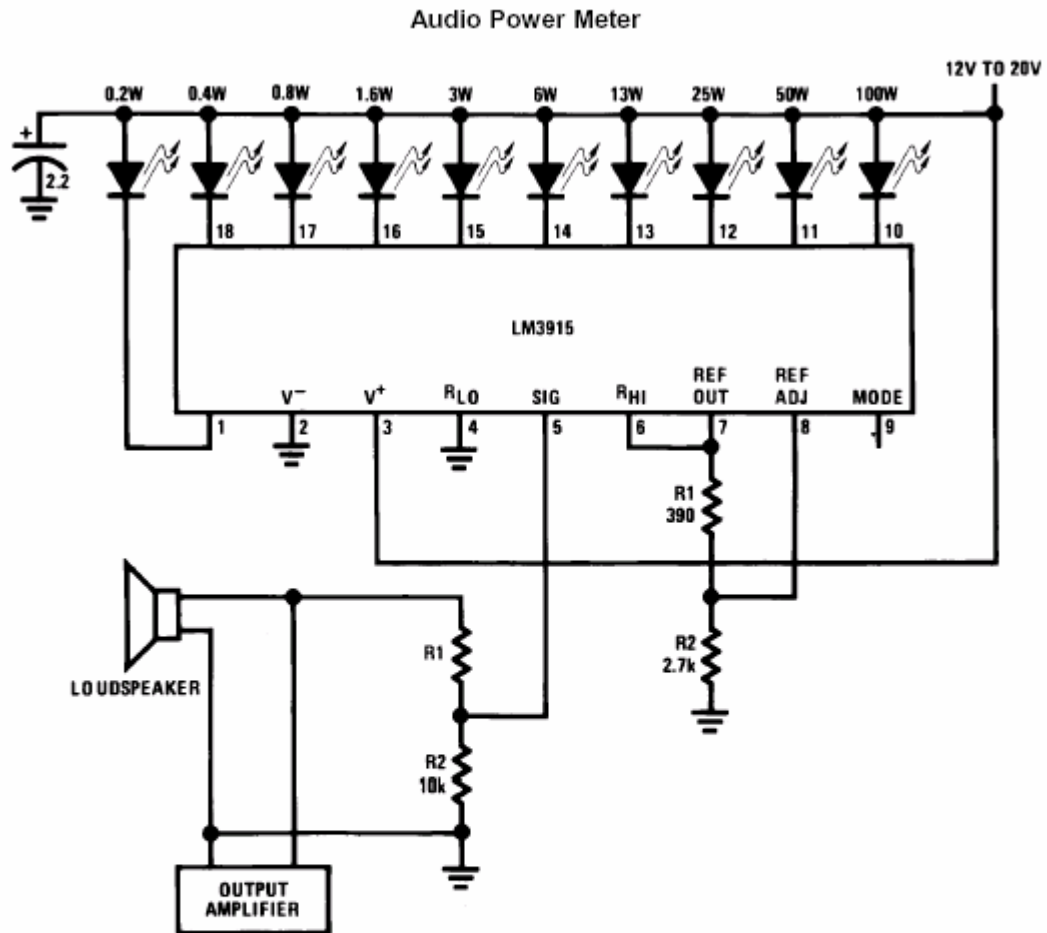 Audio Power Meter
12V TO 20V
0.2W 0.4W 0.8W 1.6W 3W 6W 13W 25W 50W 100W
+
2.2
18 17 16 15 14 13 12 11 10
LM3915
REF OUT
REF ADJ
V− V+ RLO SIG RHI MODE
1 2 3 4 5 6 7 8 9
R1
390
R2
2.7k
LOUDSPEAKER
R1
R2
10k
OUTPUT
AMPLIFIER